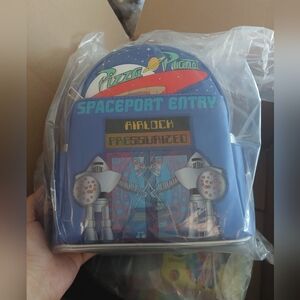 Pizza Planet
SPACEPORT ENTRY
AIRLOCK
PRESSURIZED